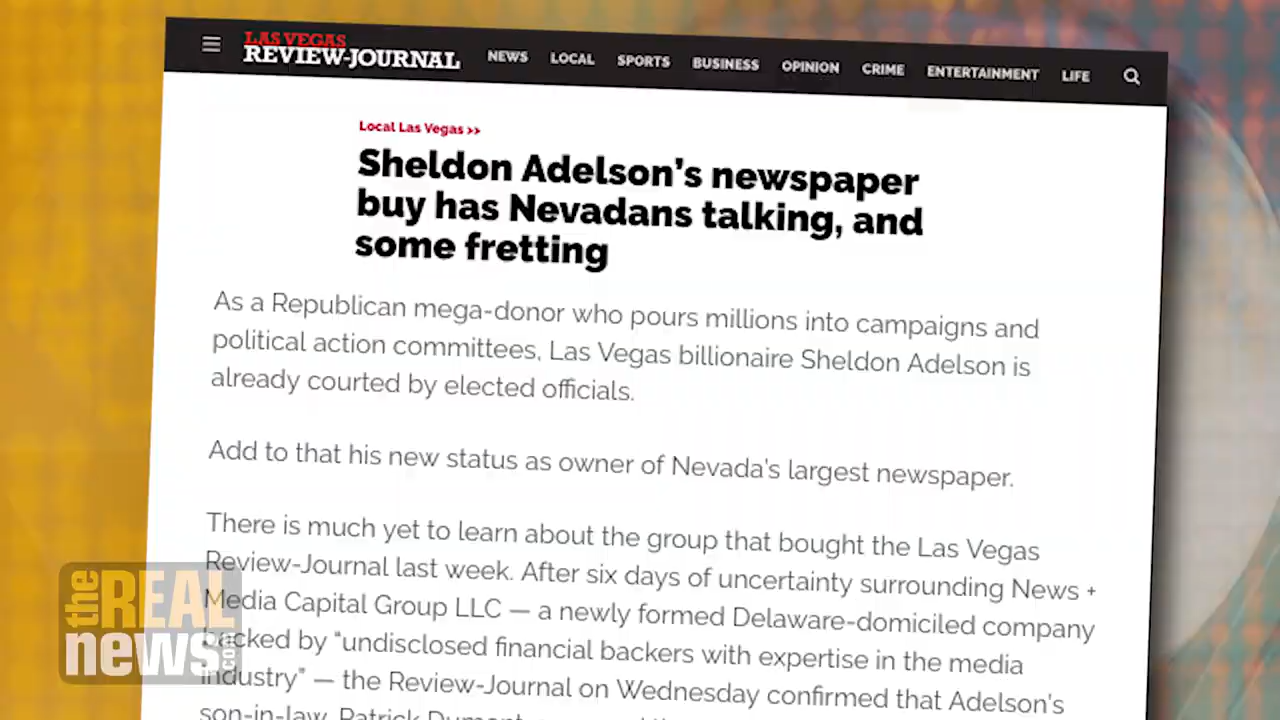 LAS VEGAS
REVIEW-JOURNAL
NEWS LOCAL SPORTS BUSINESS OPINION CRIME ENTERTAINMENT LIFE
Local Las Vegas >>
Sheldon Adelson's newspaper
buy has Nevadans talking, and
some fretting
As a Republican mega-donor who pours millions into campaigns and
political action committees, Las Vegas billionaire Sheldon Adelson is
already courted by elected officials.
Add to that his new status as owner of Nevada's largest newspaper.
There is much yet to learn about the group that bought the Las Vegas
Review-Journal last week. After six days of uncertainty surrounding News +
Media Capital Group LLC — a newly formed Delaware-domiciled company
backed by “undisclosed financial backers with expertise in the media
industry” — the Review-Journal on Wednesday confirmed that Adelson's
son-in-law, Patrick Dumont
the
REAL
news.com